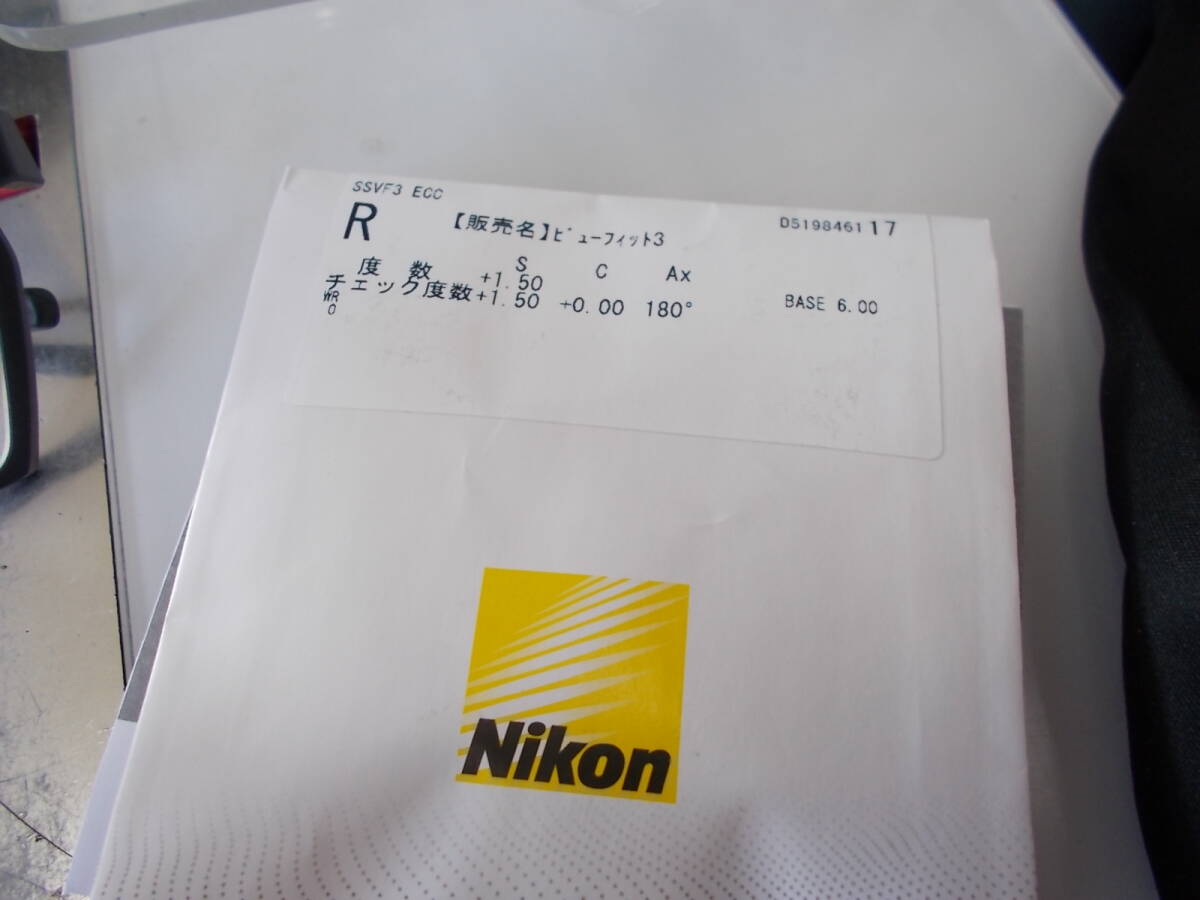 SSVF3 ECC
R 【販売名】ﾋﾞｭｰﾌｨｯﾄ3 D519846117
S C Ax
度 数 +1.50
チェック度数+1.50 +0.00 180° BASE 6.00
WR
0
Nikon